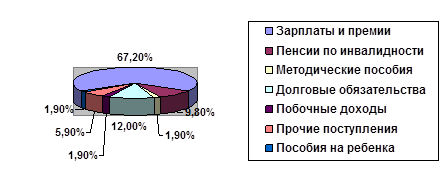 67,20%
1,90%
5,90%
1,90%
12,00%
1,90%
9,80%
Зарплаты и премии
Пенсии по инвалидности
Методические пособия
Долговые обязательства
Побочные доходы
Прочие поступления
Пособия на ребенка